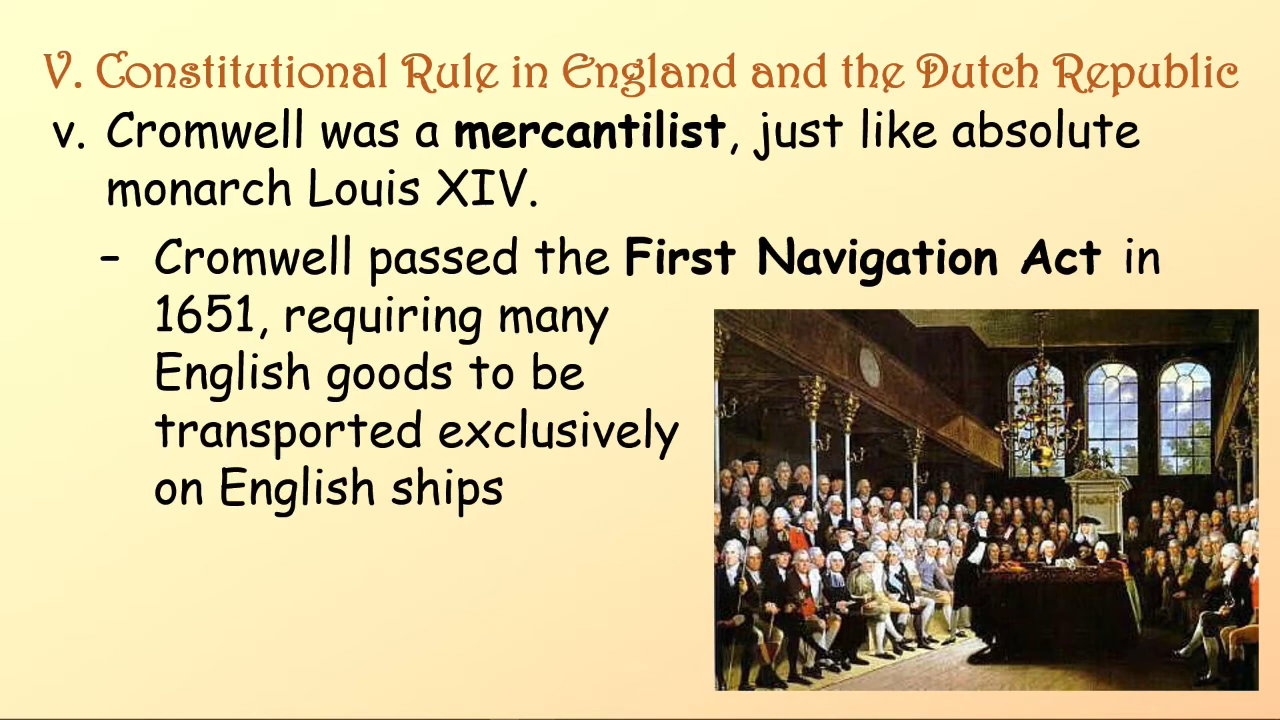 V. Constitutional Rule in England and the Dutch Republic
v. Cromwell was a mercantilist, just like absolute
monarch Louis XIV.
– Cromwell passed the First Navigation Act in
1651, requiring many
English goods to be
transported exclusively
on English ships